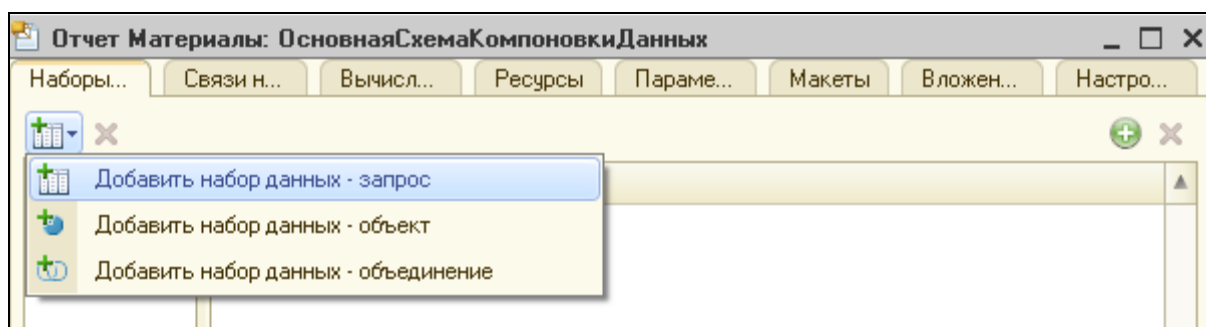 Отчет Материалы: ОсновнаяСхемаКомпоновкиДанных
Наборы... Связи н... Вычисл... Ресурсы Параме... Макеты Вложен... Настро...
Добавить набор данных - запрос
Добавить набор данных - объект
Добавить набор данных - объединение